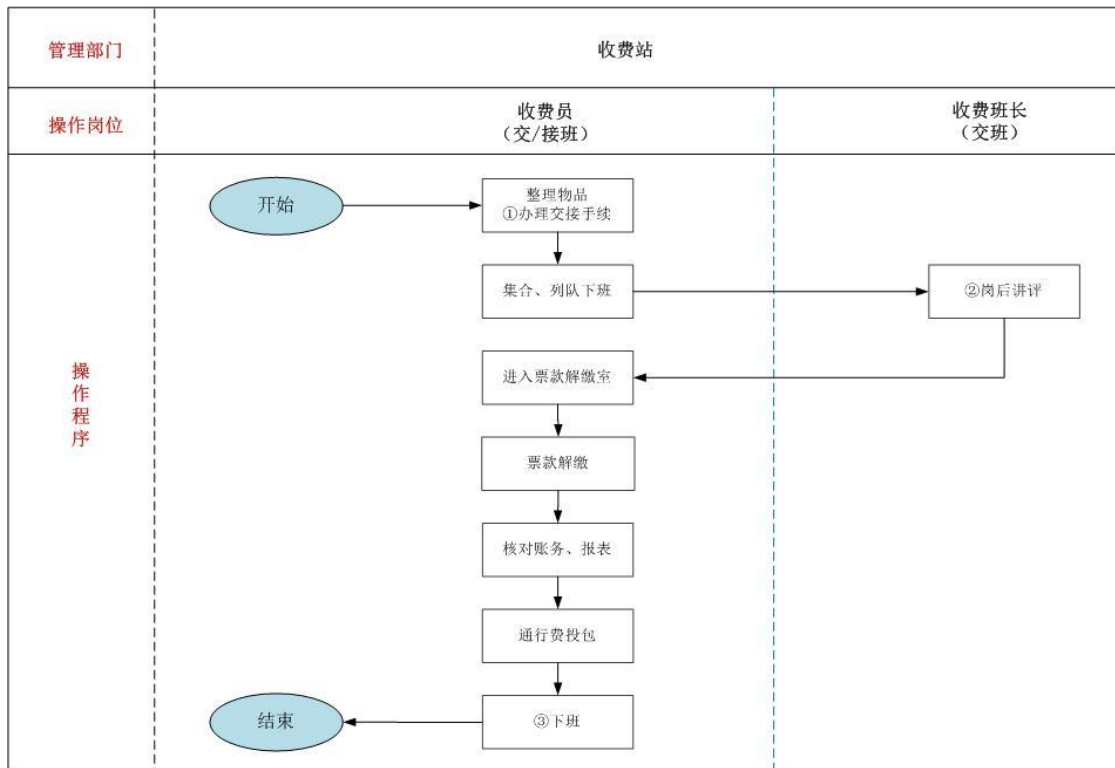 管理部门
收费站
操作岗位
收费员
（交/接班）
收费班长
（交班）
开始
整理物品
①办理交接手续
集合、列队下班
②岗后讲评
操
作
程
序
进入票款解缴室
票款解缴
核对账务、报表
通行费投包
结束
③下班